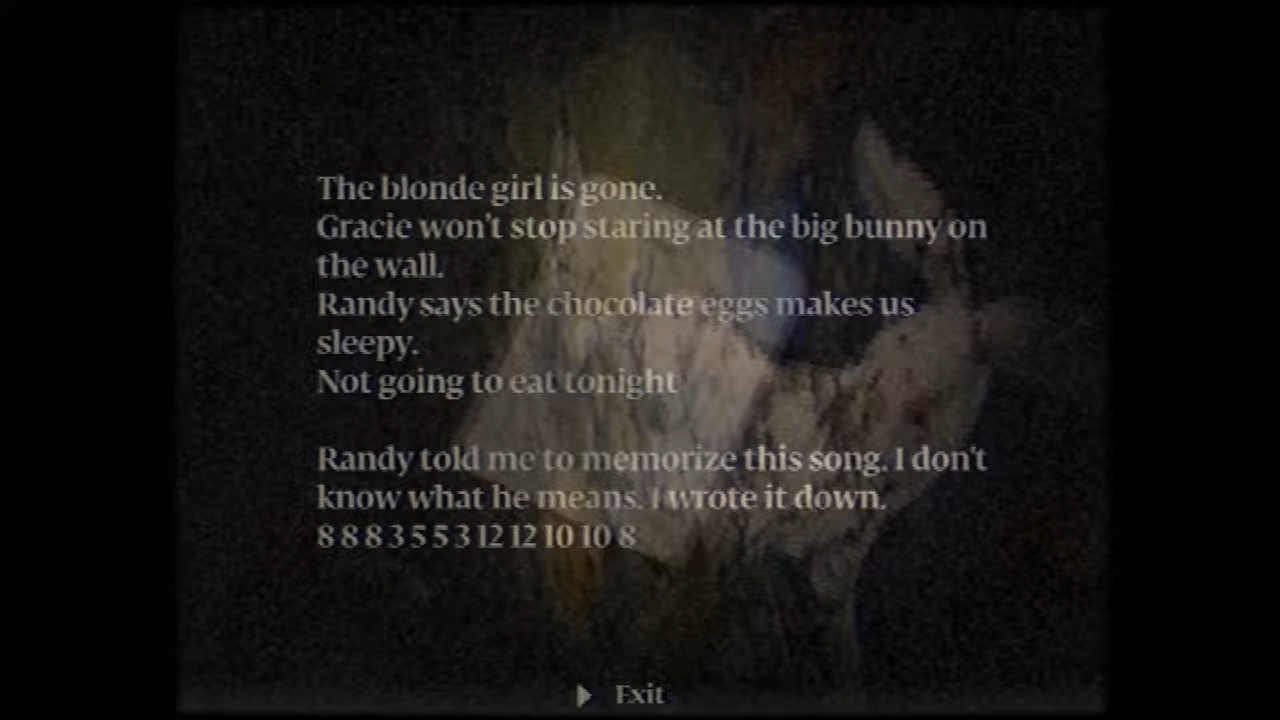 The blonde girl is gone.
Gracie won't stop staring at the big bunny on
the wall.
Randy says the chocolate eggs makes us
sleepy.
Not going to eat tonight

Randy told me to memorize this song. I don't
know what he means. I wrote it down.
8 8 8 3 5 5 3 12 12 10 10 8
Exit